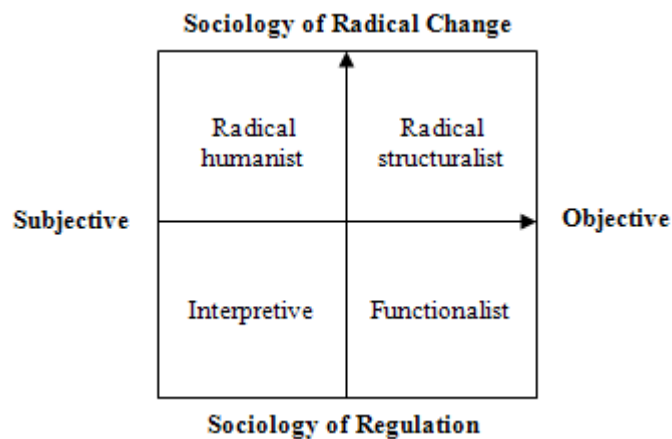 Sociology of Radical Change
Radical
humanist
Radical
structuralist
Subjective
Objective
Interpretive
Functionalist
Sociology of Regulation